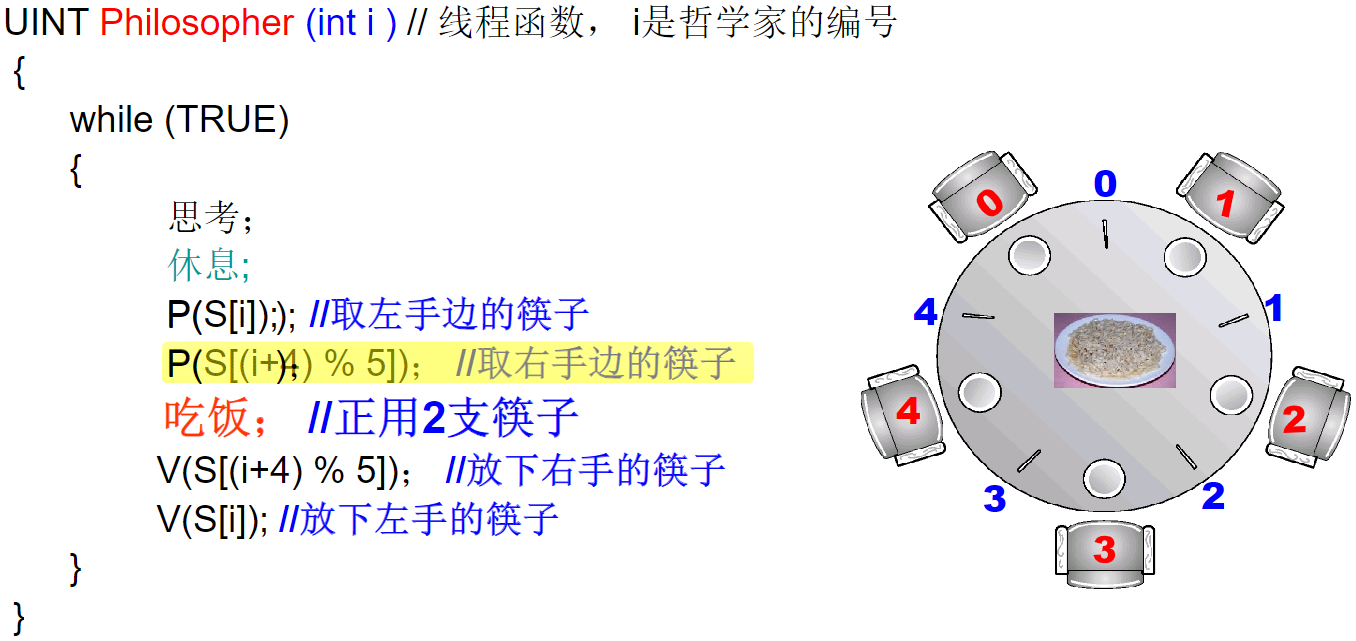 UINT Philosopher (int i ) // 线程函数， i是哲学家的编号
{
while (TRUE)
{
思考；
休息;
P(S[i]);); //取左手边的筷子
P(S[(i+4) % 5]); //取右手边的筷子
吃饭； //正用2支筷子
V(S[(i+4) % 5]); //放下右手的筷子
V(S[i]); //放下左手的筷子
}
}
0
0
1
4
1
4
2
3
2
3